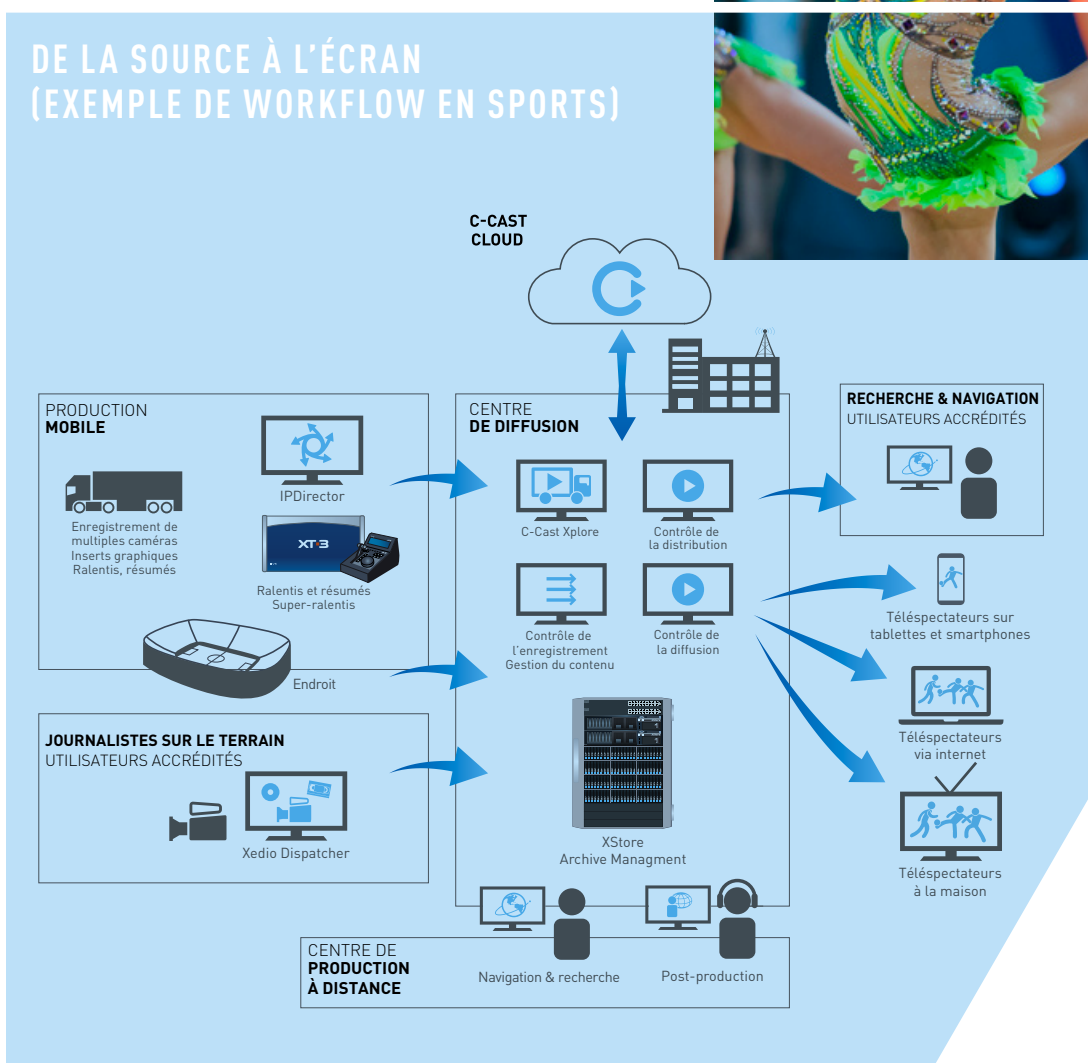 DE LA SOURCE À L'ÉCRAN
(EXEMPLE DE WORKFLOW EN SPORTS)
C-CAST
CLOUD
PRODUCTION
MOBILE
IPDirector
Enregistrement de
multiples caméras
Inserts graphiques
Ralentis, résumés
XT3
Ralentis et résumés
Super-ralentis
Endroit
JOURNALISTES SUR LE TERRAIN
UTILISATEURS ACCRÉDITÉS
Xedio Dispatcher
CENTRE
DE DIFFUSION
C-Cast Xplore
Contrôle de
la distribution
Contrôle de
l'enregistrement
Gestion du contenu
Contrôle de
la diffusion
XStore
Archive Managment
CENTRE DE
PRODUCTION
À DISTANCE
Navigation & recherche
Post-production
RECHERCHE & NAVIGATION
UTILISATEURS ACCRÉDITÉS
Téléspectateurs sur
tablettes et smartphones
Téléspectateurs
via internet
Téléspectateurs
à la maison